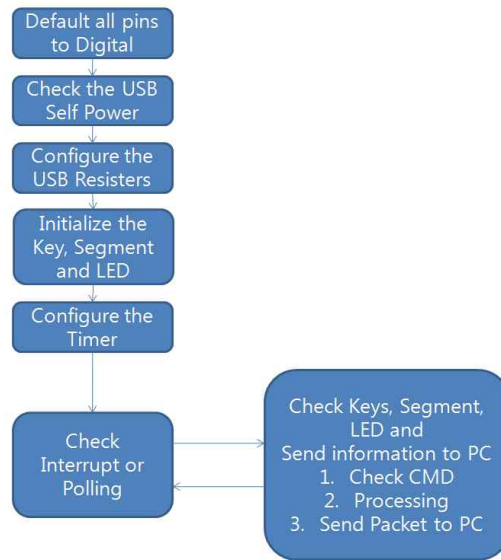 Default all pins
to Digital
Check the USB
Self Power
Configure the
USB Resisters
Initialize the
Key, Segment
and LED
Configure the
Timer
Check
Interrupt or
Polling
Check Keys, Segment,
LED and
Send information to PC
1. Check CMD
2. Processing
3. Send Packet to PC